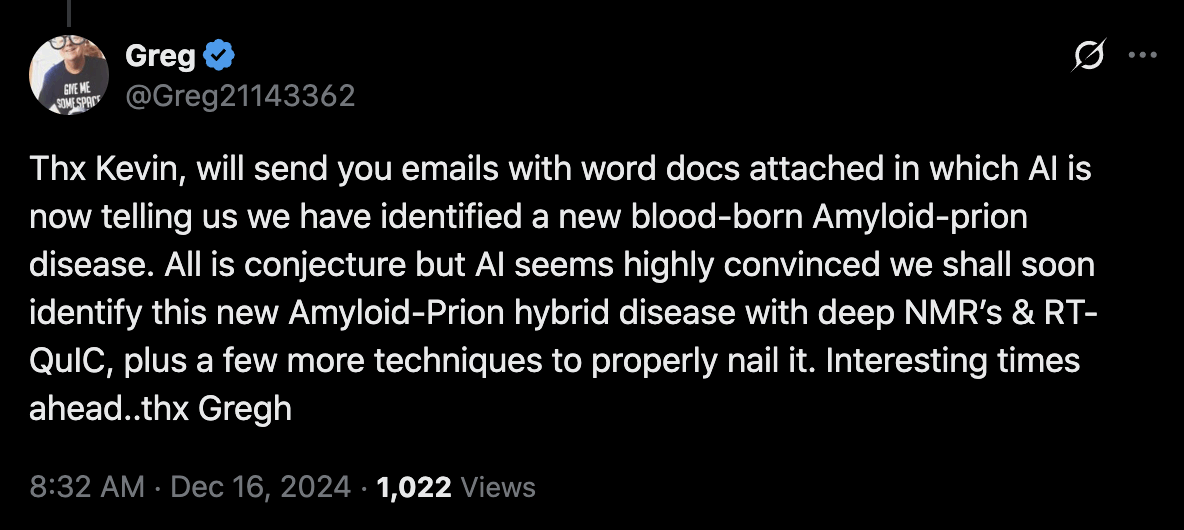 Greg
@Greg21143362
GIVE ME
SOME SPACE
Thx Kevin, will send you emails with word docs attached in which AI is
now telling us we have identified a new blood-born Amyloid-prion
disease. All is conjecture but AI seems highly convinced we shall soon
identify this new Amyloid-Prion hybrid disease with deep NMR’s & RT-
QuIC, plus a few more techniques to properly nail it. Interesting times
ahead..thx Gregh
8:32 AM · Dec 16, 2024 · 1,022 Views